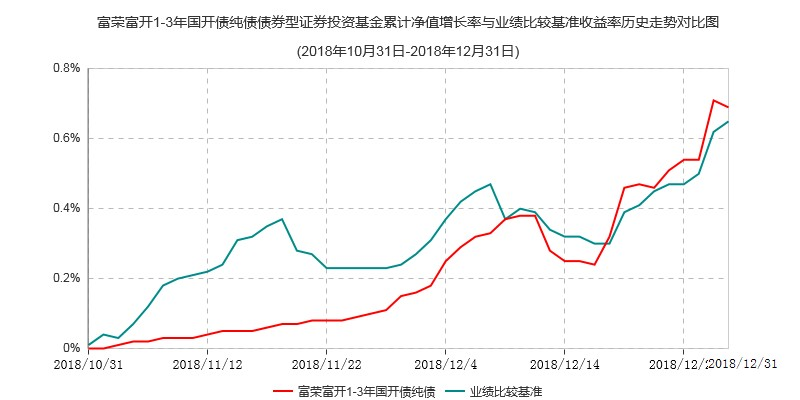 富荣富开1-3年国开债纯债债券型证券投资基金累计净值增长率与业绩比较基准收益率历史走势对比图
(2018年10月31日-2018年12月31日)
0.8%
0.6%
0.4%
0.2%
0%
2018/10/31 2018/11/12 2018/11/22 2018/12/4 2018/12/14 2018/12/2 2018/12/31
富荣富开1-3年国开债纯债 业绩比较基准